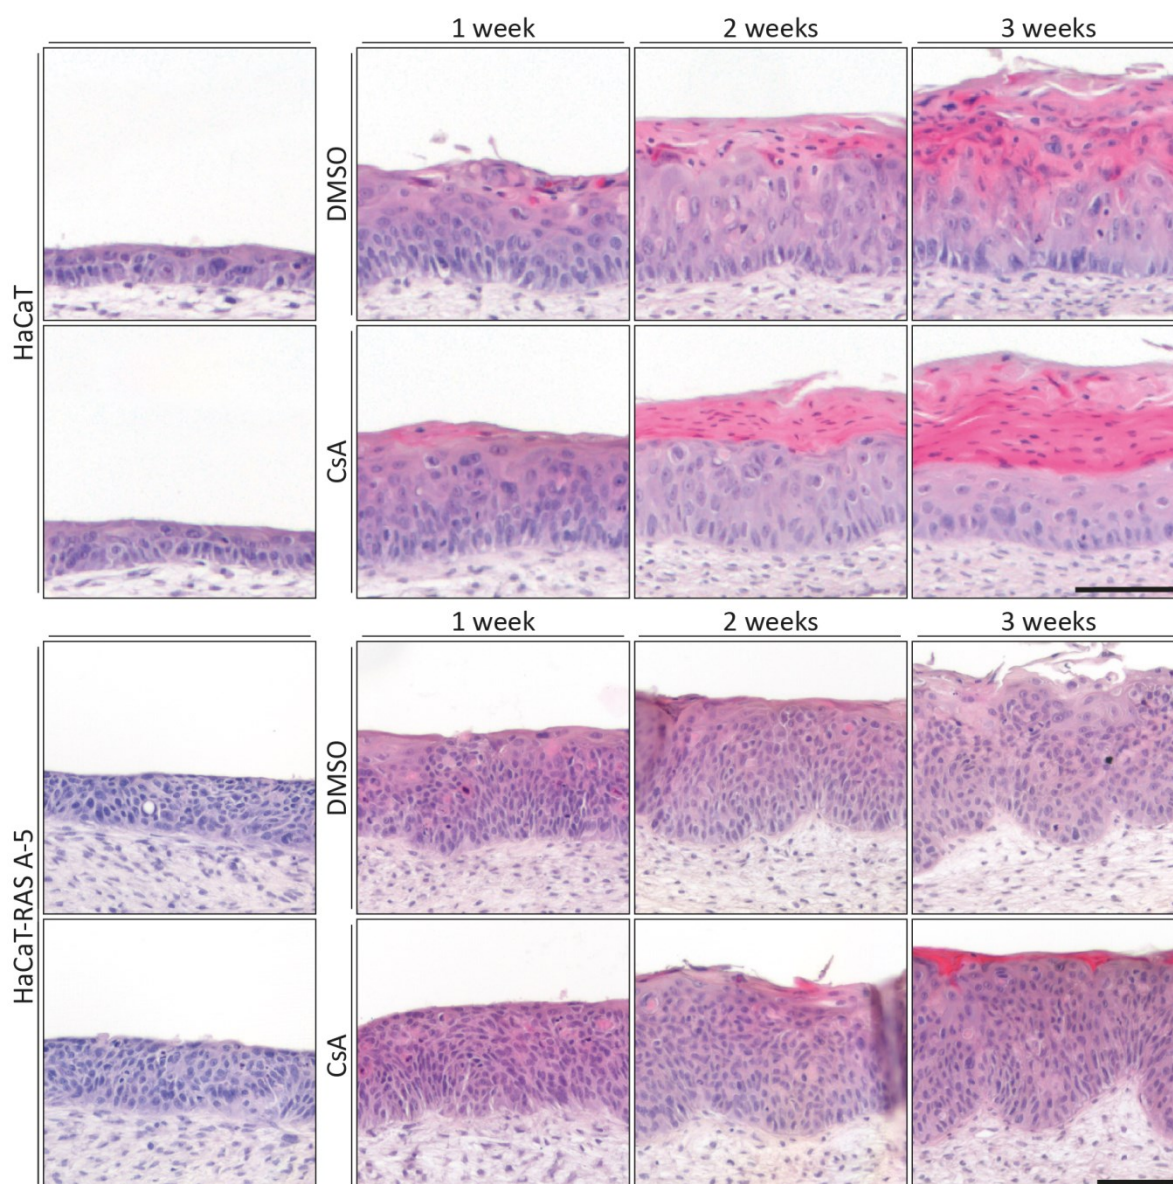 1 week 2 weeks 3 weeks
HaCaT
DMSO
CsA
1 week 2 weeks 3 weeks
HaCaT-RAS A-5
DMSO
CsA